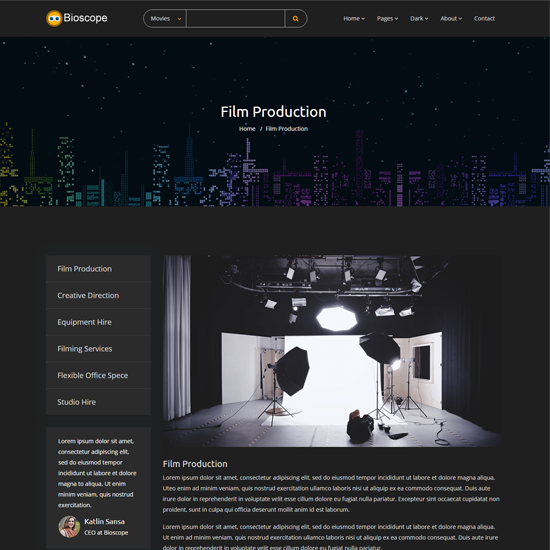 Bioscope
Movies
Home Pages Dark About Contact
Film Production
Home / Film Production
Film Production
Creative Direction
Equipment Hire
Filming Services
Flexible Office Spece
Studio Hire
Lorem ipsum dolor sit amet,
consectetur adipiscing elit,
sed do eiusmod tempor
incididunt ut labore et dolore
magna to aliqua. Ut enim
minim veniam, quis nostrud
exercitation ullamco.
Katlin Sansa
CEO at Bioscope
Film Production
Lorem ipsum dolor sit amet, consectetur adipiscing elit, sed do eiusmod tempor incididunt ut labore et dolore magna aliqua.
Uteo enim ad minim veniam, quis nostrud exercitation ullamco laboris nisi ut aliquip ex ea commodo consequat. Duis aute
irure dolor in reprehenderit in voluptate velit esse cillum dolore eu fugiat nulla pariatur. Excepteur sint occaecat cupidatat non
proident, sunt in culpa qui officia deserunt mollit anim id est laborum.
Lorem ipsum dolor sit amet, consectetur adipiscing elit, sed do eiusmod tempor incididunt ut labore et dolore magna aliqua.
Ut enim ad minim veniam, quis nostrud exercitation ullamco laboris nisi ut aliquip ex ea commodo consequat. Duis aute
irure dolor in reprehenderit in voluptate velit esse cillum dolore eu fugiat nulla pariatur.